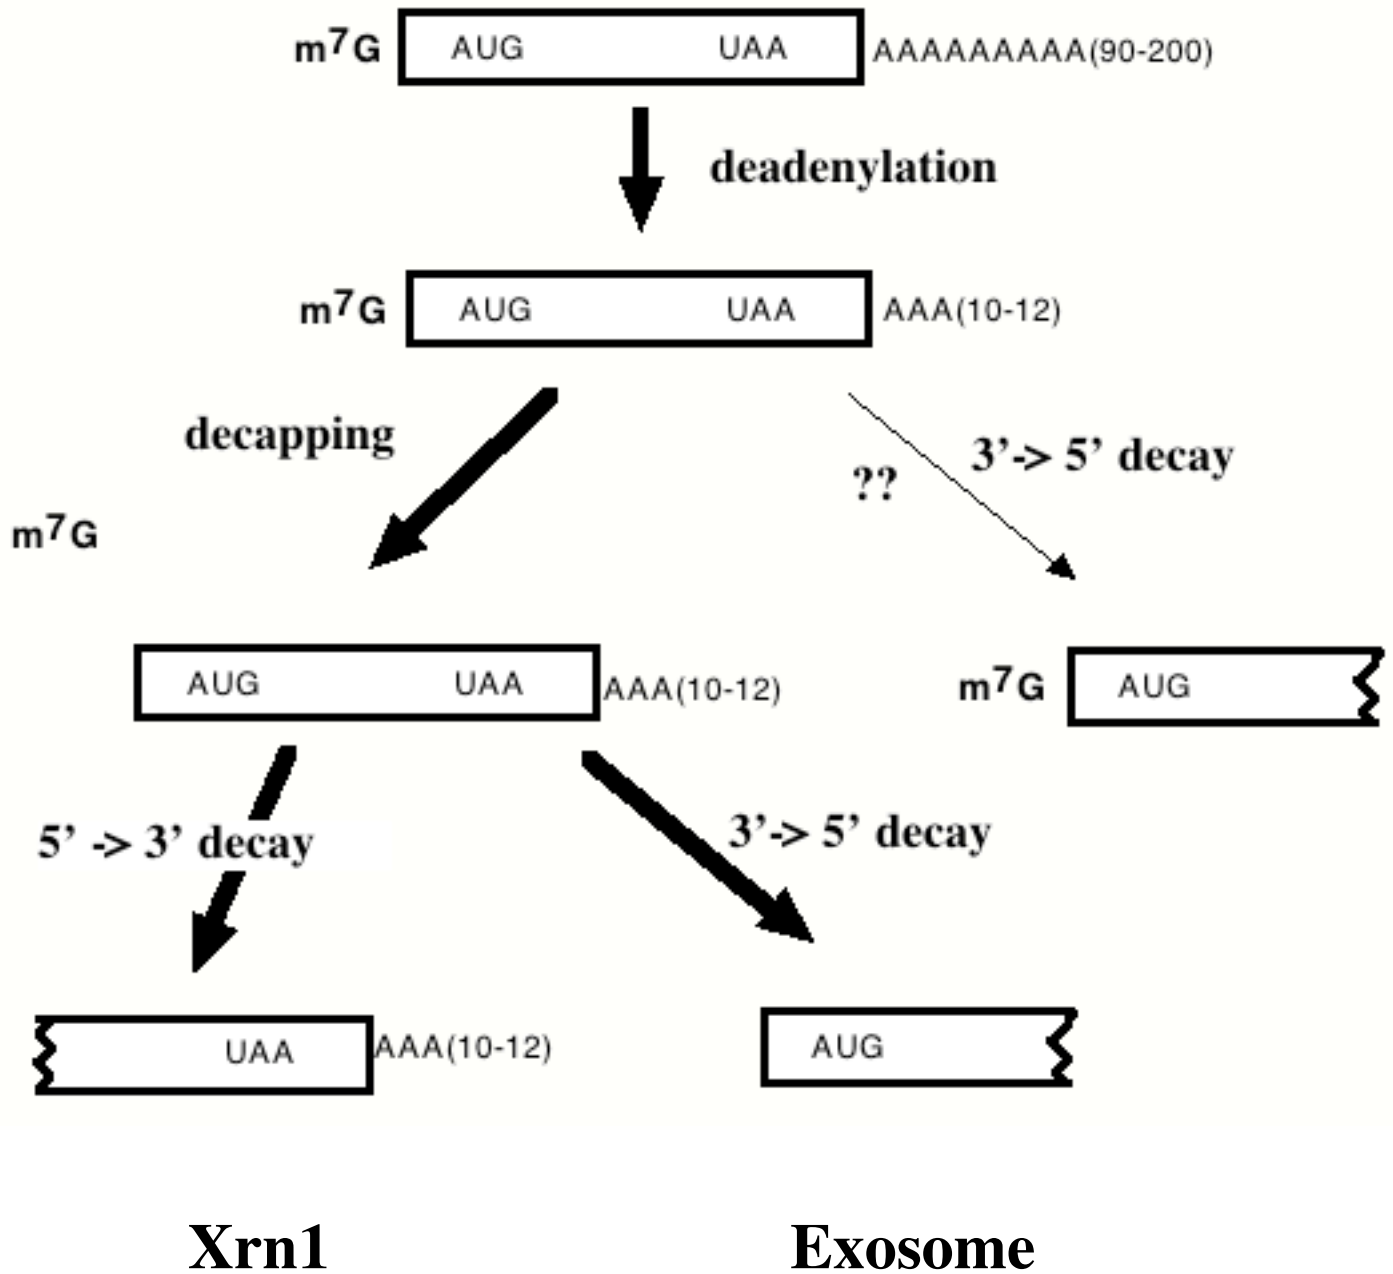 m7G AUG UAA AAAAAAAAA(90-200)
deadenylation
m7G AUG UAA AAA(10-12)
decapping
?? 3'-> 5' decay
m7G
AUG UAA AAA(10-12)
m7G AUG
5' -> 3' decay
3'-> 5' decay
UAA AAA(10-12)
AUG
Xrn1
Exosome